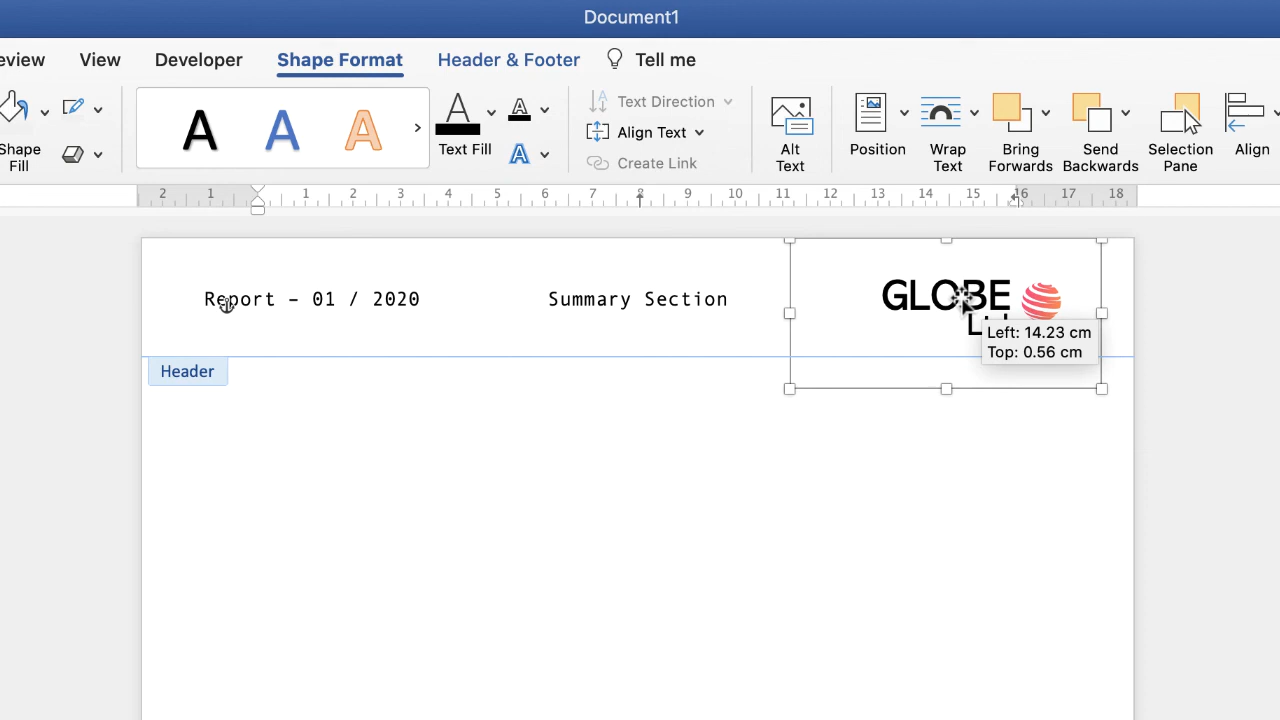 Document1
eview View Developer Shape Format Header & Footer Tell me
Shape Fill
A A A
Text Fill
Text Direction
Align Text
Create Link
Alt Text
Position
Wrap Text
Bring Forwards
Send Backwards
Selection Pane
Align
2 1 1 2 3 4 5 6 7 8 9 10 11 12 13 14 15 16 17 18
Report – 01 / 2020 Summary Section GLOBE
Left: 14.23 cm
Top: 0.56 cm
Header